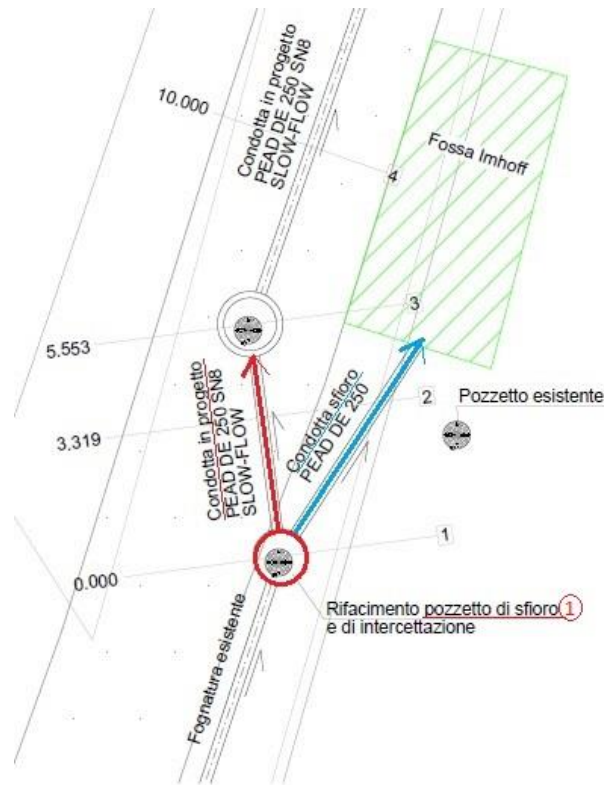 Condotta in progetto
PEAD DE 250 SN8
SLOW-FLOW
10.000
Fossa Imhoff
4
3
5.553
Condotta in progetto
PEAD DE 250 SN8
SLOW-FLOW
Condotta sfioro
PEAD DE 250
2
Pozzetto esistente
3.319
1
0.000
Rifacimento pozzetto di sfioro 1
e di intercettazione
Fognatura esistente